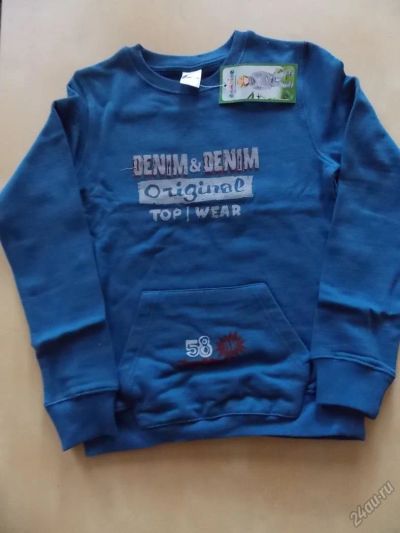 DENIM & DENIM
Original
TOP | WEAR
58
24au.ru